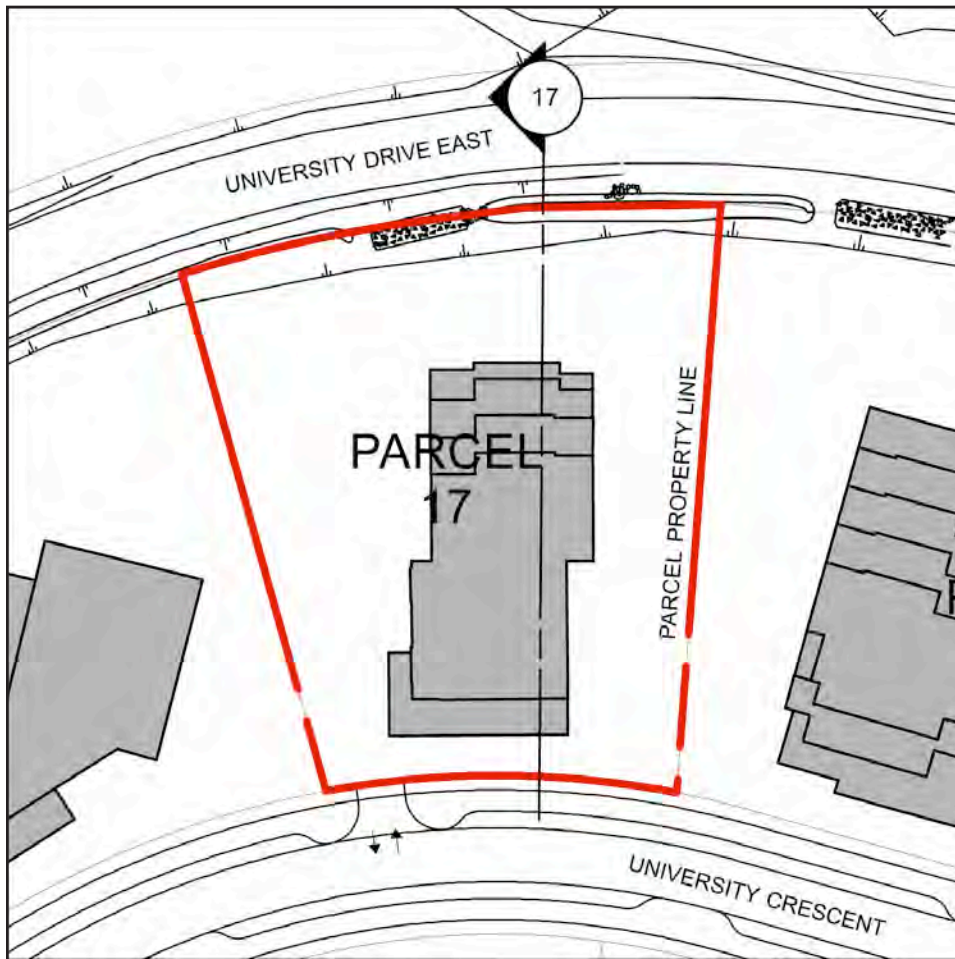 17
UNIVERSITY DRIVE EAST
PARCEL
17
PARCEL PROPERTY LINE
UNIVERSITY CRESCENT